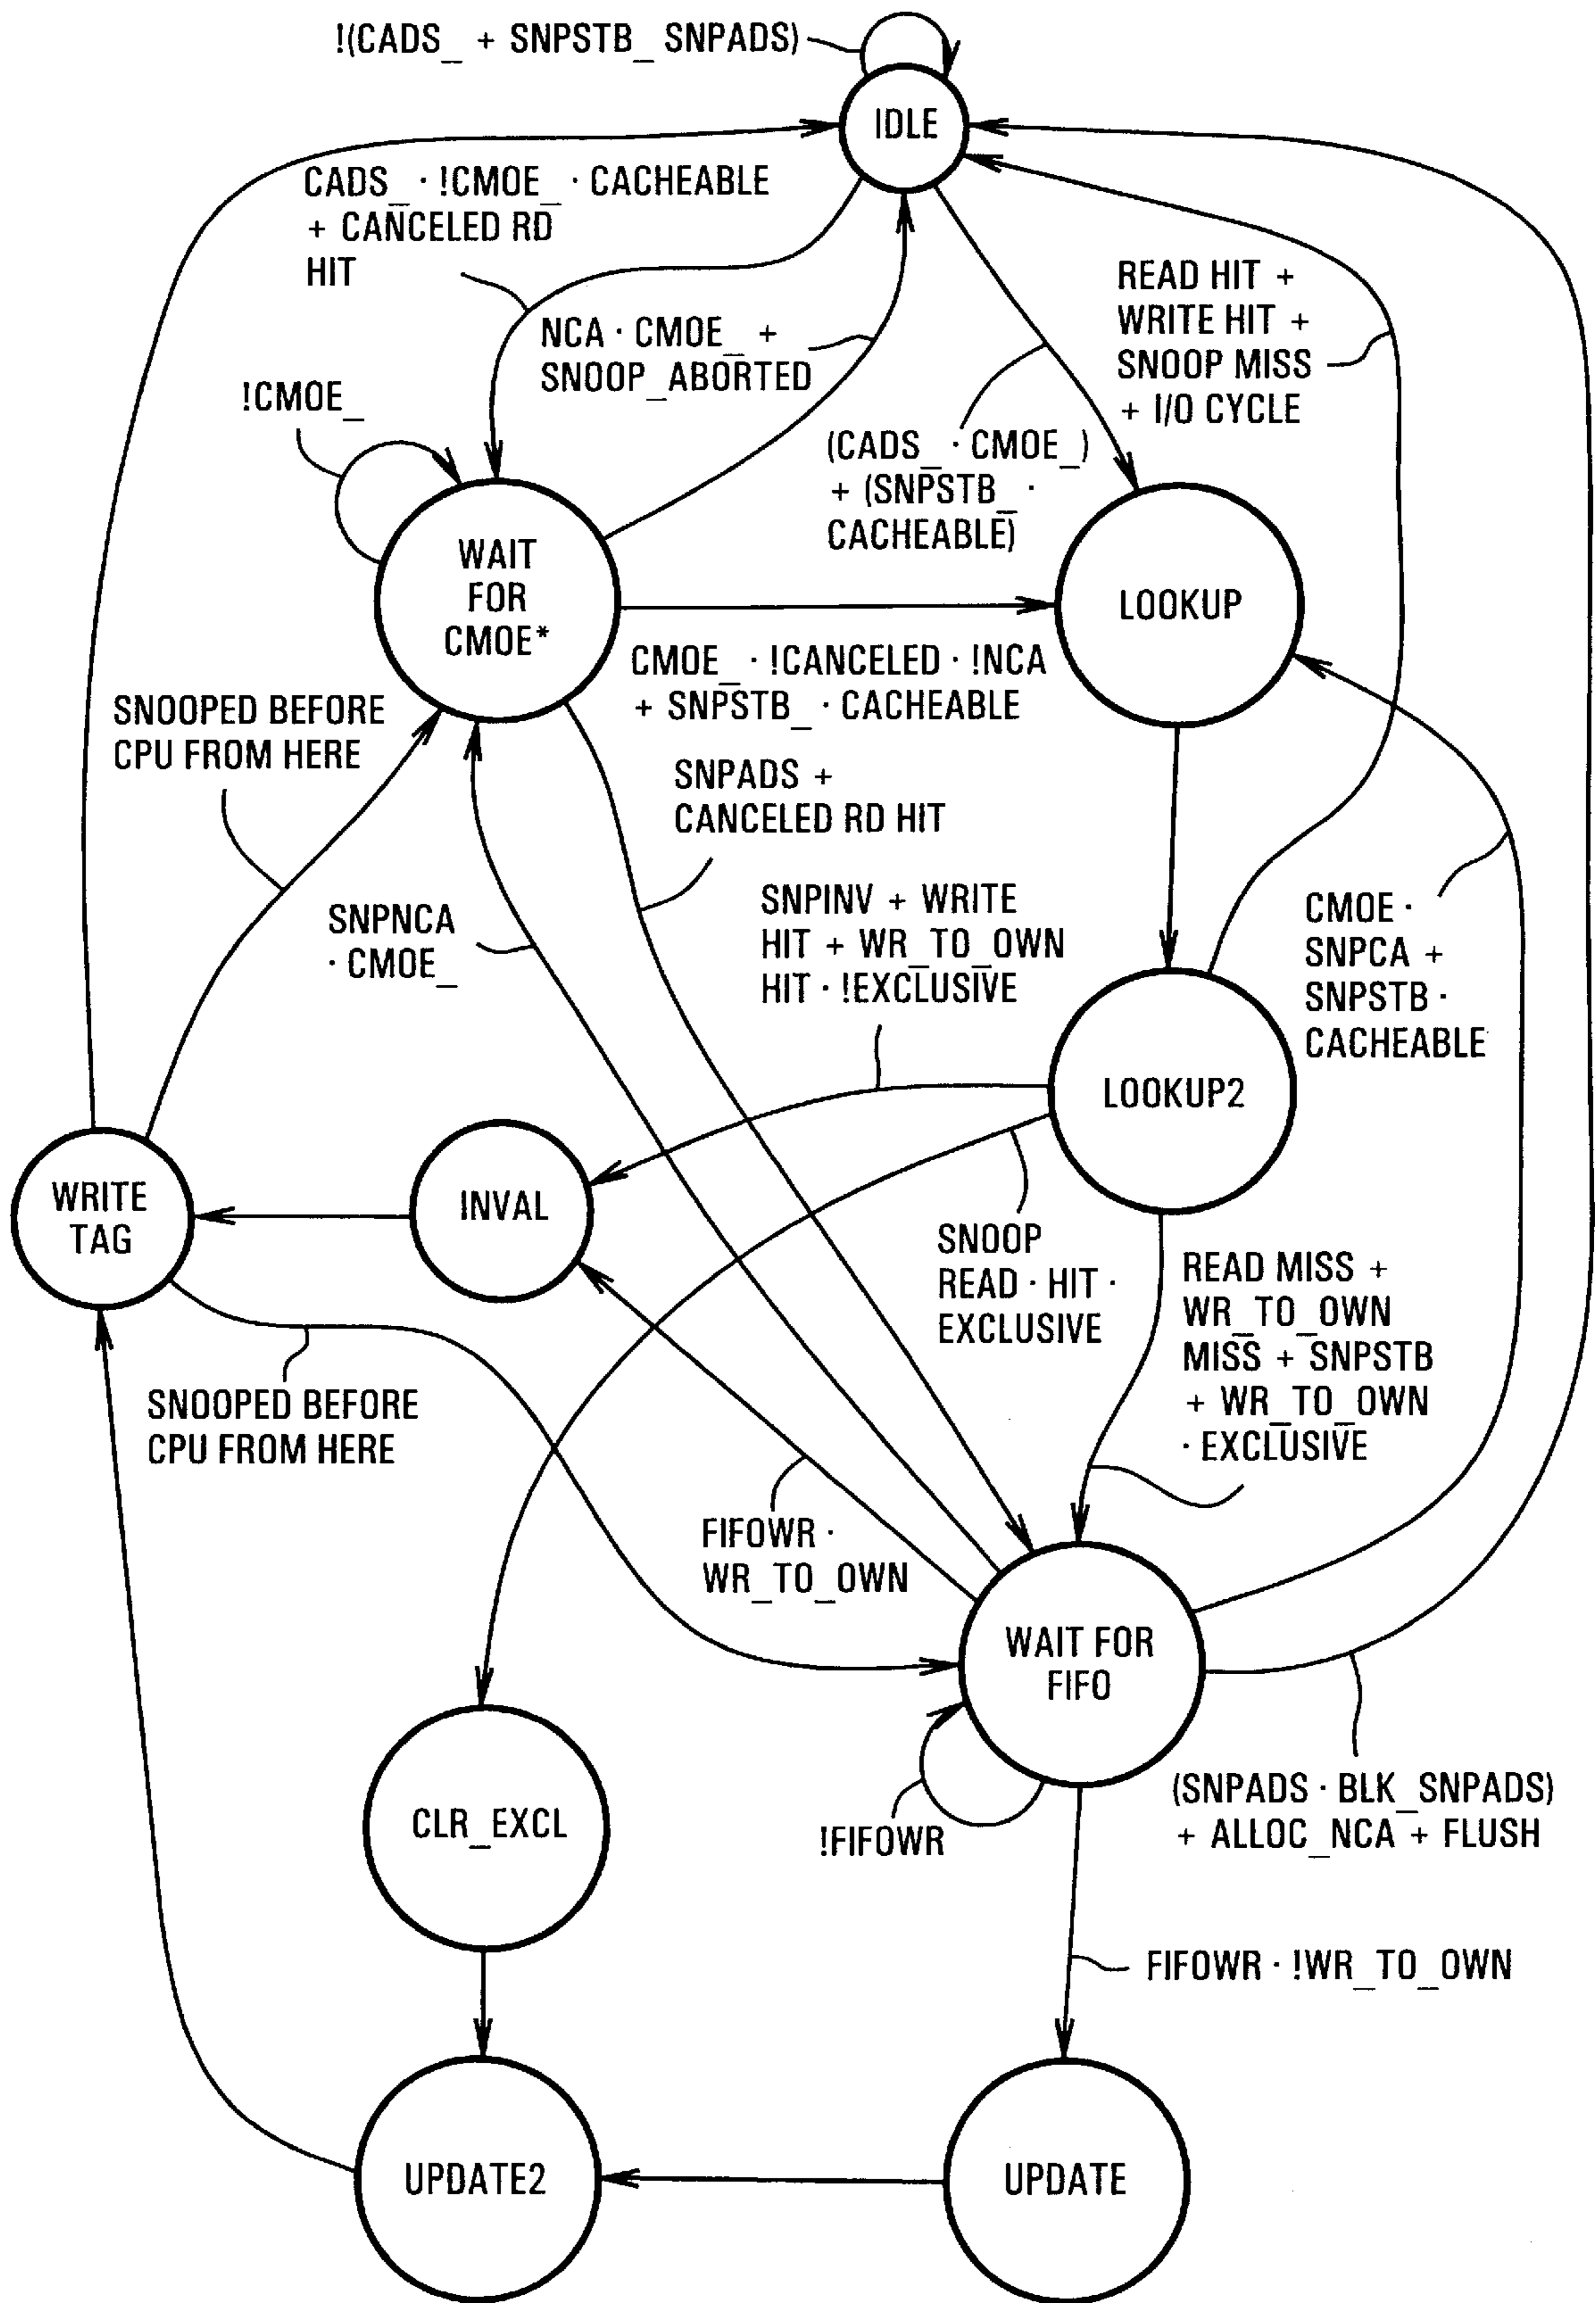 !(CADS_ + SNPSTB_ SNPADS)
IDLE
CADS_ · !CMOE_ · CACHEABLE
+ CANCELED RD
HIT
NCA · CMOE_ +
SNOOP_ABORTED
READ HIT +
WRITE HIT +
SNOOP MISS
+ I/O CYCLE
!CMOE_
(CADS_ · CMOE_)
+ (SNPSTB_ ·
CACHEABLE)
WAIT
FOR
CMOE*
LOOKUP
CMOE_ · !CANCELED · !NCA
+ SNPSTB_ · CACHEABLE
SNOOPED BEFORE
CPU FROM HERE
SNPADS +
CANCELED RD HIT
SNPNCA
· CMOE_
SNPINV + WRITE
HIT + WR_TO_OWN
HIT · !EXCLUSIVE
CMOE ·
SNPCA +
SNPSTB ·
CACHEABLE
LOOKUP2
WRITE
TAG
INVAL
SNOOP
READ · HIT ·
EXCLUSIVE
READ MISS +
WR_TO_OWN
MISS + SNPSTB
+ WR_TO_OWN
· EXCLUSIVE
SNOOPED BEFORE
CPU FROM HERE
FIFOWR ·
WR_TO_OWN
WAIT FOR
FIFO
CLR_EXCL
!FIFOWR
(SNPADS · BLK_SNPADS)
+ ALLOC_NCA + FLUSH
FIFOWR · !WR_TO_OWN
UPDATE2
UPDATE